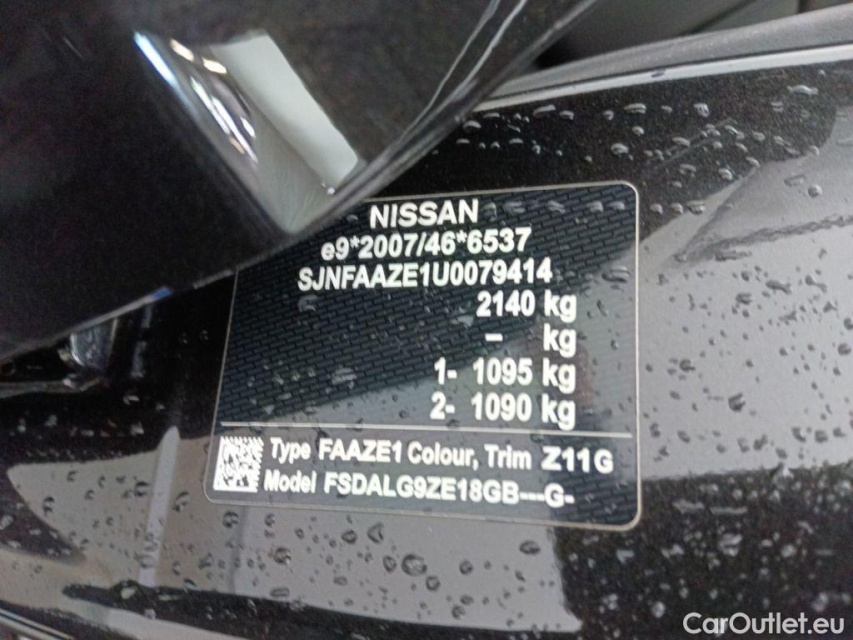 NISSAN
e9*2007/46*6537
SJNFAAZE1U0079414
2140 kg
- kg
1- 1095 kg
2- 1090 kg
Type FAAZE1 Colour, Trim Z11G
Model FSDALG9ZE18GB---G-
CarOutlet.eu